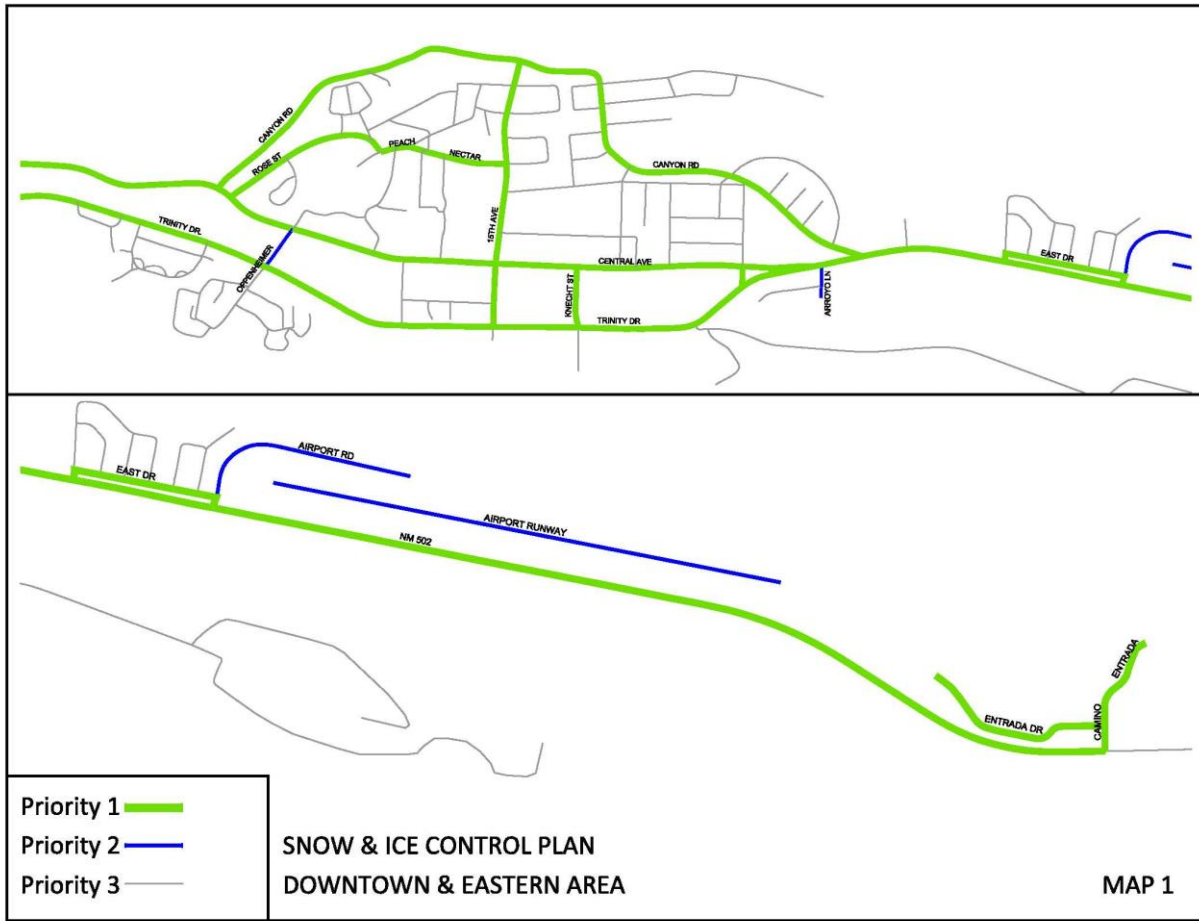 CANYON RD
ROSE ST
PEACH
NECTAR
CANYON RD
TRINITY DR.
OPPENHEIMER
15TH AVE
CENTRAL AVE
KNECHT ST
TRINITY DR
ARROYO LN
EAST DR
EAST DR
AIRPORT RD
AIRPORT RUNWAY
NM 502
ENTRADA
ENTRADA DR
CAMINO
Priority 1
Priority 2
Priority 3
SNOW & ICE CONTROL PLAN
DOWNTOWN & EASTERN AREA
MAP 1